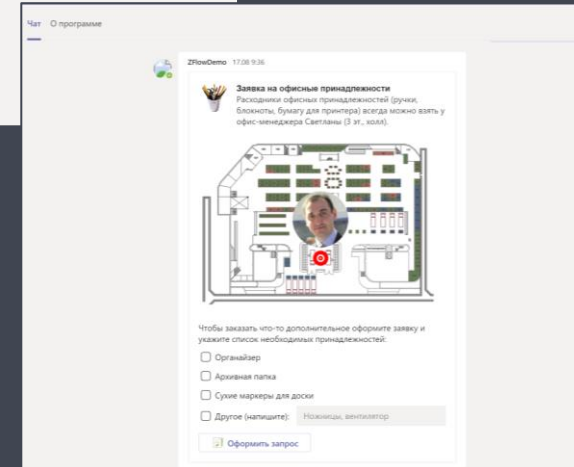 Чат О программе
ZFlowDemo 17.08 9:36
Заявка на офисные принадлежности
Расходники офисных принадлежностей (ручки,
блокноты, бумагу для принтера) всегда можно взять у
офис-менеджера Светланы (3 эт., холл).
Чтобы заказать что-то дополнительное оформите заявку и
укажите список необходимых принадлежностей:
Органайзер
Архивная папка
Сухие маркеры для доски
Другое (напишите): Ножницы, вентилятор
Оформить запрос